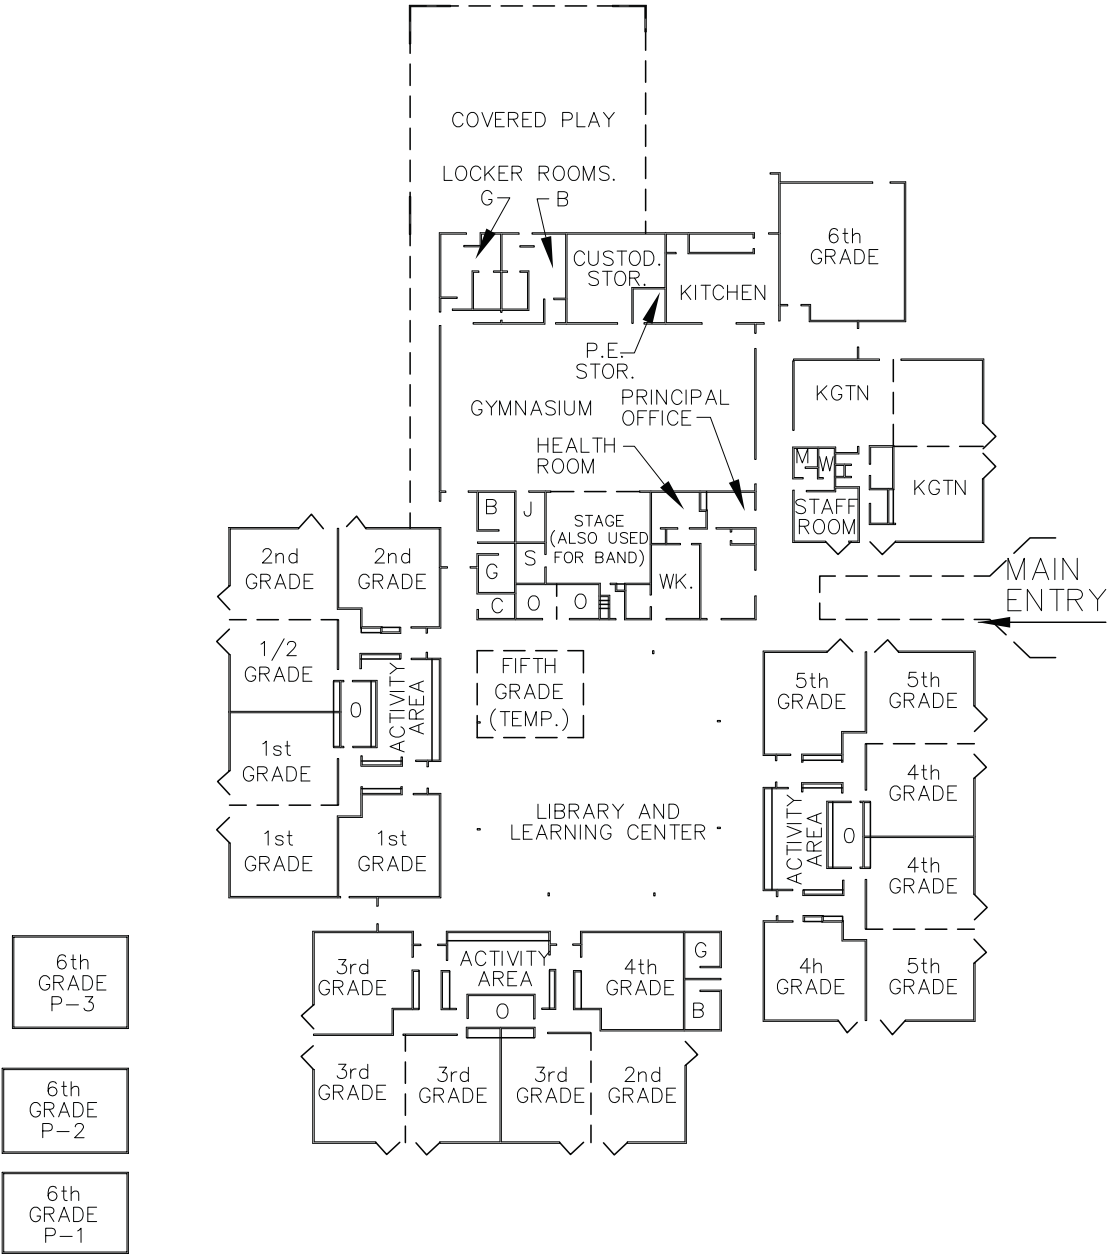 COVERED PLAY
LOCKER ROOMS.
G
B
6th
GRADE
CUSTOD.
STOR.
KITCHEN
P.E.
STOR.
KGTN
PRINCIPAL
OFFICE
GYMNASIUM
HEALTH
ROOM
M
W
KGTN
STAFF
ROOM
B
J
STAGE
(ALSO USED
FOR BAND)
S
G
WK.
C
O
O
2nd
GRADE
2nd
GRADE
MAIN
ENTRY
1/2
GRADE
FIFTH
GRADE
(TEMP.)
5th
GRADE
5th
GRADE
O
ACTIVITY
AREA
1st
GRADE
4th
GRADE
LIBRARY AND
LEARNING CENTER
ACTIVITY
AREA
O
1st
GRADE
1st
GRADE
4th
GRADE
6th
GRADE
P-3
3rd
GRADE
ACTIVITY
AREA
4th
GRADE
G
4h
GRADE
5th
GRADE
O
B
6th
GRADE
P-2
3rd
GRADE
3rd
GRADE
3rd
GRADE
2nd
GRADE
6th
GRADE
P-1